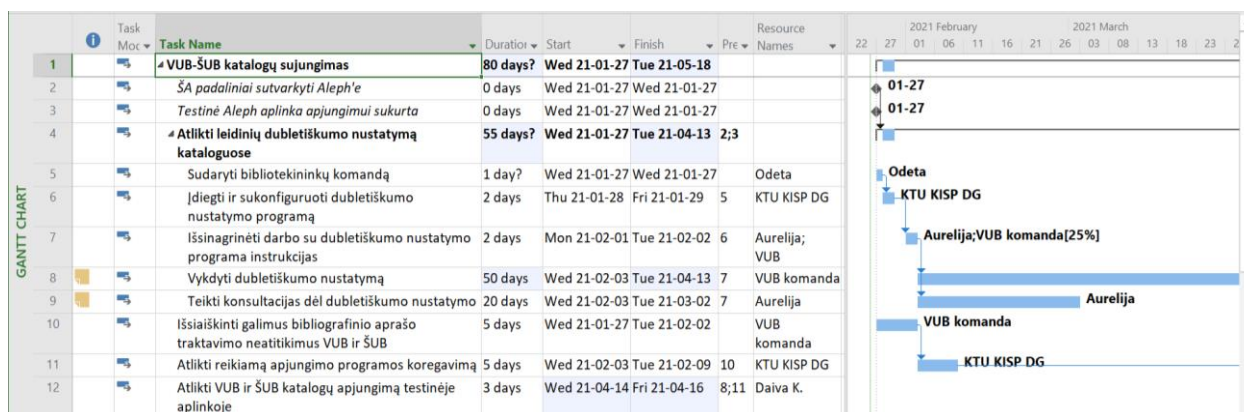 Task Resource 2021 February 2021 March
Moc Task Name Duration Start Finish Pre Names 22 27 01 06 11 16 21 26 03 08 13 18 23 2
GANTT CHART
1 VUB-ŠUB katalogų sujungimas 80 days? Wed 21-01-27 Tue 21-05-18
2 ŠA padaliniai sutvarkyti Aleph'e 0 days Wed 21-01-27 Wed 21-01-27 01-27
3 Testinė Aleph aplinka apjungimui sukurta 0 days Wed 21-01-27 Wed 21-01-27 01-27
4 Atlikti leidinių dubletiškumo nustatymą 55 days? Wed 21-01-27 Tue 21-04-13 2;3
kataloguose
5 Sudaryti bibliotekininkų komandą 1 day? Wed 21-01-27 Wed 21-01-27 Odeta Odeta
6 Įdiegti ir sukonfiguruoti dubletiškumo 2 days Thu 21-01-28 Fri 21-01-29 5 KTU KISP DG KTU KISP DG
nustatymo programą
7 Išsinagrinėti darbo su dubletiškumo nustatymo 2 days Mon 21-02-01 Tue 21-02-02 6 Aurelija; Aurelija;VUB komanda[25%]
programa instrukcijas VUB
8 Vykdyti dubletiškumo nustatymą 50 days Wed 21-02-03 Tue 21-04-13 7 VUB komanda
9 Teikti konsultacijas dėl dubletiškumo nustatymo 20 days Wed 21-02-03 Tue 21-03-02 7 Aurelija Aurelija
10 Išsiaiškinti galimus bibliografinio aprašo 5 days Wed 21-01-27 Tue 21-02-02 VUB VUB komanda
traktavimo neatitikimus VUB ir ŠUB komanda
11 Atlikti reikiamą apjungimo programos koregavimą 5 days Wed 21-02-03 Tue 21-02-09 10 KTU KISP DG KTU KISP DG
12 Atlikti VUB ir ŠUB katalogų apjungimą testinėje 3 days Wed 21-04-14 Fri 21-04-16 8;11 Daiva K.
aplinkoje